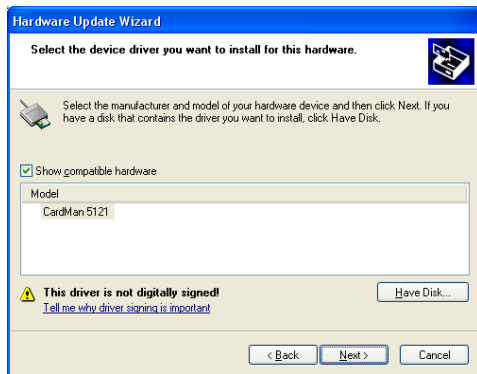 Hardware Update Wizard
Select the device driver you want to install for this hardware.
Select the manufacturer and model of your hardware device and then click Next. If you
have a disk that contains the driver you want to install, click Have Disk.
Show compatible hardware
Model
CardMan 5121
This driver is not digitally signed!
Have Disk...
Tell me why driver signing is important
< Back
Next >
Cancel